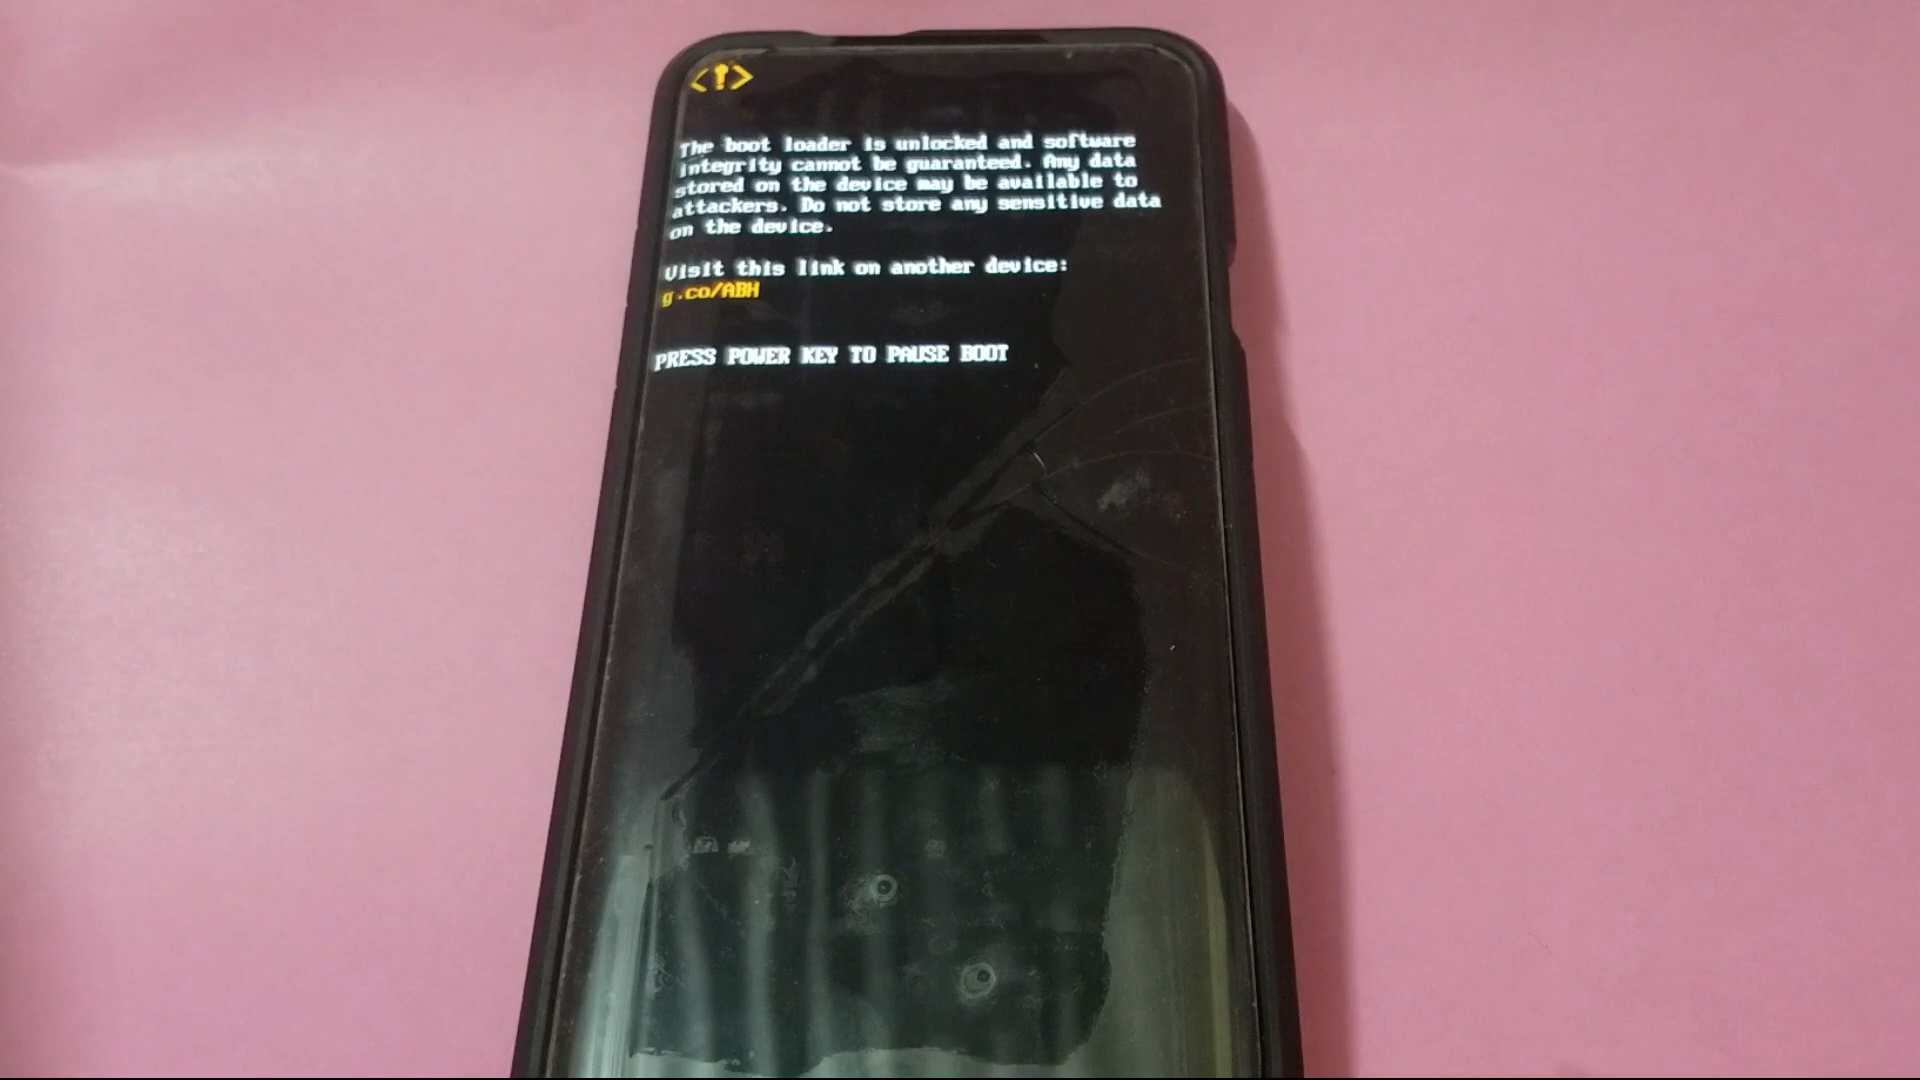 <!>
The boot loader is unlocked and software
integrity cannot be guaranteed. Any data
stored on the device may be available to
attackers. Do not store any sensitive data
on the device.
Visit this link on another device:
g.co/ABH
PRESS POWER KEY TO PAUSE BOOT